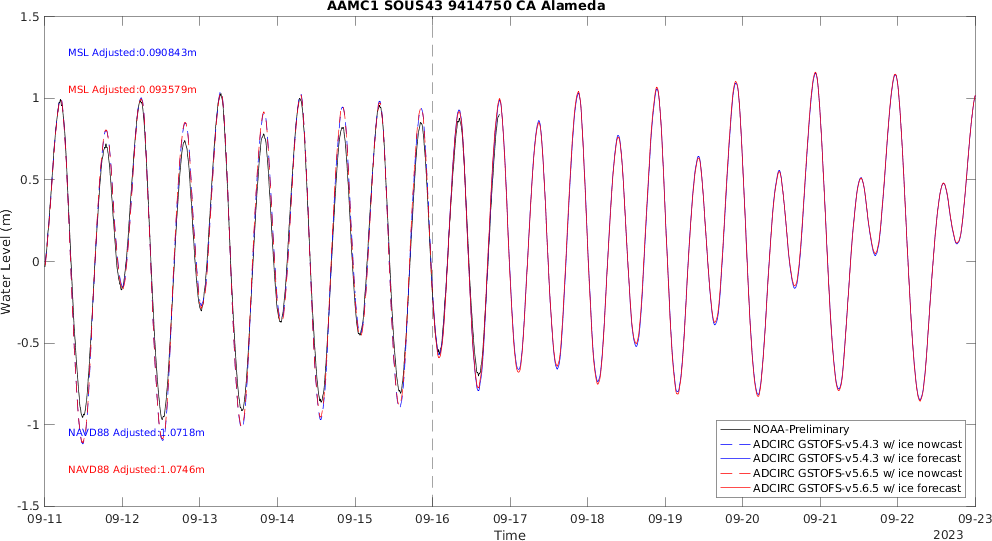 AAMC1 SOUS43 9414750 CA Alameda
1.5
MSL Adjusted:0.090843m
MSL Adjusted:0.093579m
1
0.5
Water Level (m)
0
-0.5
-1
NAVD88 Adjusted:1.0718m
NAVD88 Adjusted:1.0746m
-1.5
NOAA-Preliminary
ADCIRC GSTOFS-v5.4.3 w/ ice nowcast
ADCIRC GSTOFS-v5.4.3 w/ ice forecast
ADCIRC GSTOFS-v5.6.5 w/ ice nowcast
ADCIRC GSTOFS-v5.6.5 w/ ice forecast
09-11 09-12 09-13 09-14 09-15 09-16 09-17 09-18 09-19 09-20 09-21 09-22 09-23
Time
2023